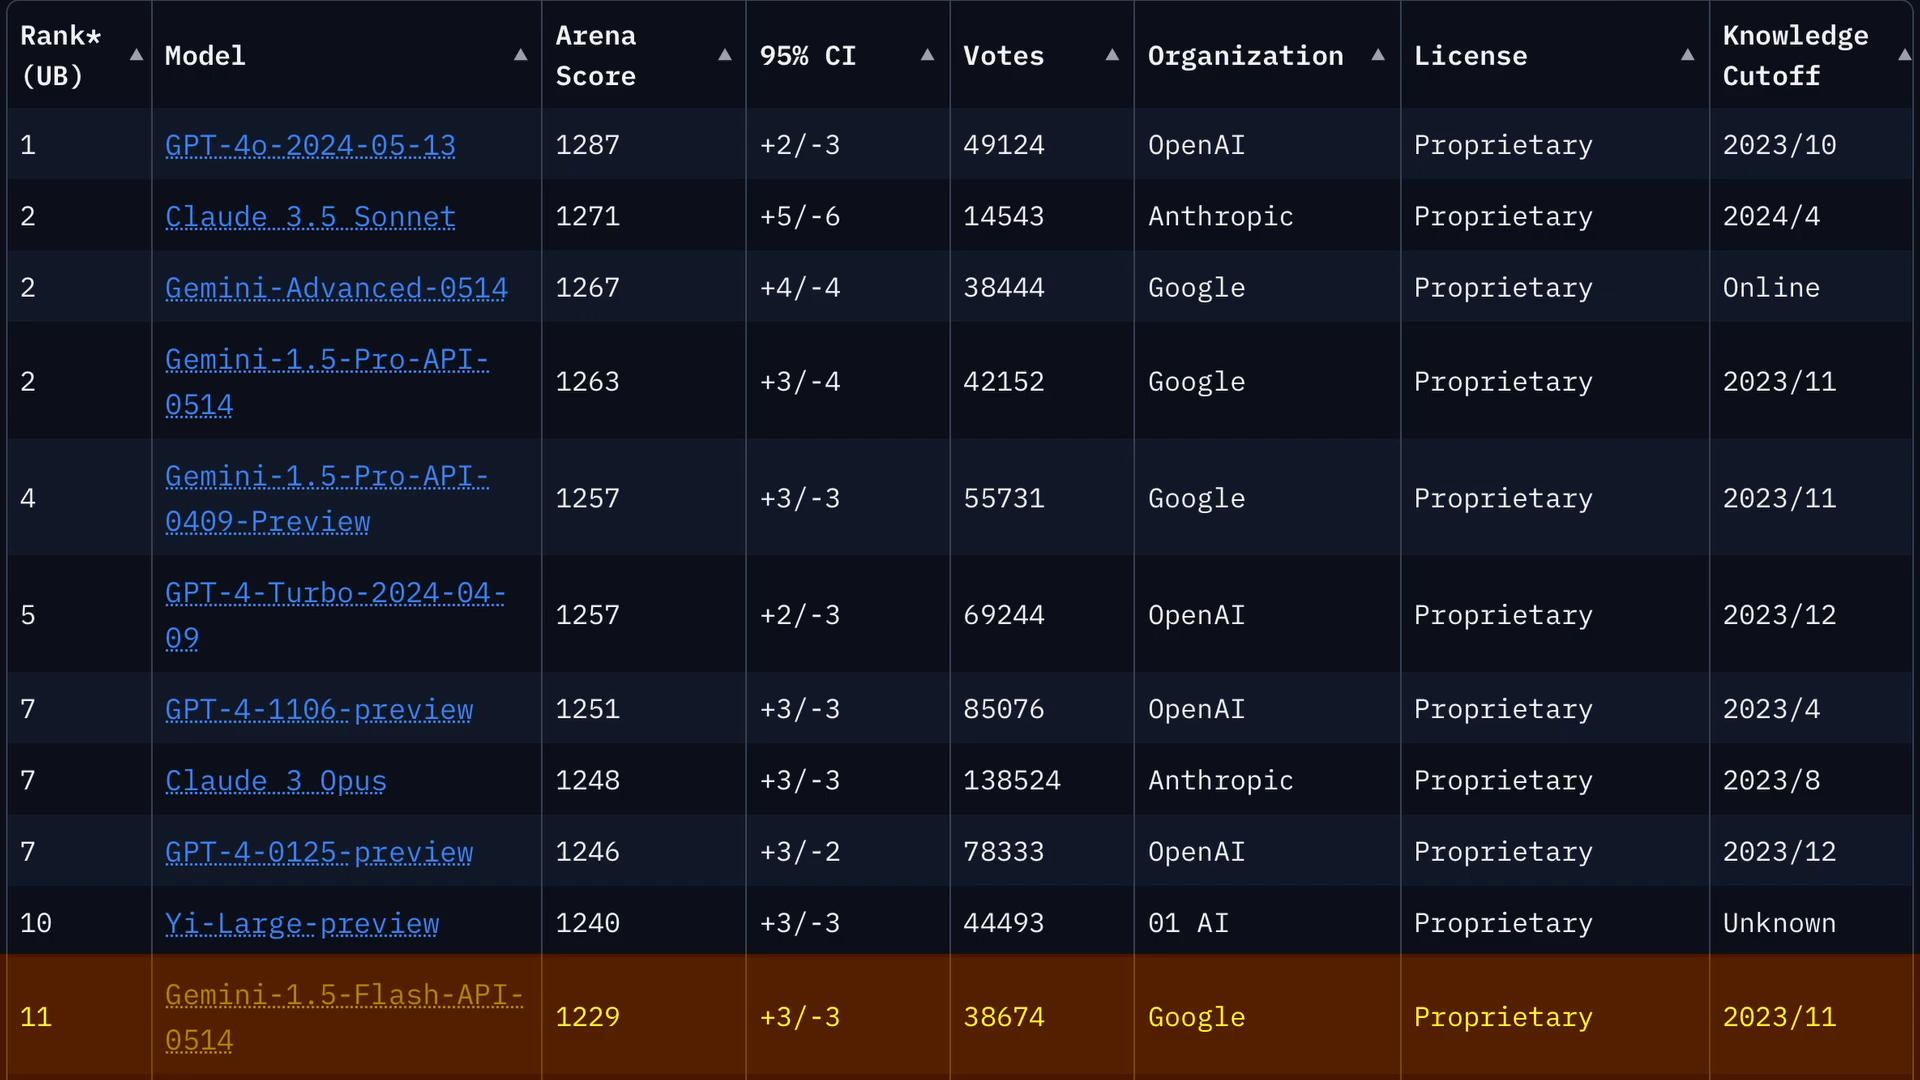 Rank* (UB) Model Arena Score 95% CI Votes Organization License Knowledge Cutoff
1 GPT-4o-2024-05-13 1287 +2/-3 49124 OpenAI Proprietary 2023/10
2 Claude 3.5 Sonnet 1271 +5/-6 14543 Anthropic Proprietary 2024/4
2 Gemini-Advanced-0514 1267 +4/-4 38444 Google Proprietary Online
2 Gemini-1.5-Pro-API-0514 1263 +3/-4 42152 Google Proprietary 2023/11
4 Gemini-1.5-Pro-API-0409-Preview 1257 +3/-3 55731 Google Proprietary 2023/11
5 GPT-4-Turbo-2024-04-09 1257 +2/-3 69244 OpenAI Proprietary 2023/12
7 GPT-4-1106-preview 1251 +3/-3 85076 OpenAI Proprietary 2023/4
7 Claude 3 Opus 1248 +3/-3 138524 Anthropic Proprietary 2023/8
7 GPT-4-0125-preview 1246 +3/-2 78333 OpenAI Proprietary 2023/12
10 Yi-Large-preview 1240 +3/-3 44493 01 AI Proprietary Unknown
11 Gemini-1.5-Flash-API-0514 1229 +3/-3 38674 Google Proprietary 2023/11